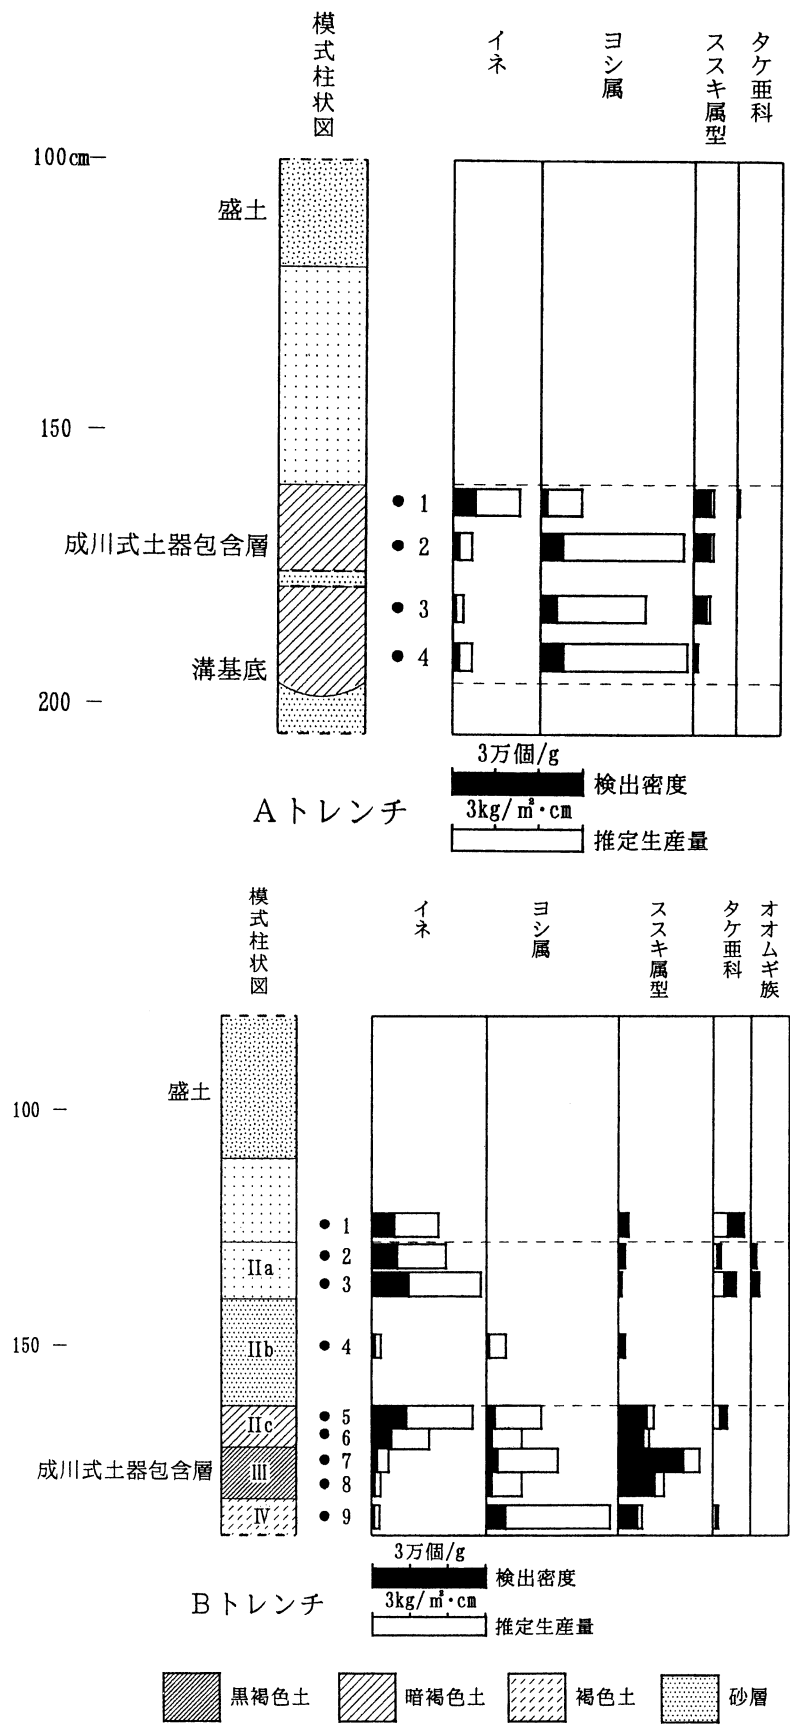 模式柱状図
イネ
ヨシ属
ススキ属型
タケ亜科
100cm
盛土
150
1
成川式土器包含層
2
3
溝基底
4
200
3万個/g
検出密度
3kg/㎡・cm
推定生産量
Aトレンチ
模式柱状図
イネ
ヨシ属
ススキ属型
タケ亜科
オオムギ族
盛土
100
1
IIa
2
3
150
IIb
4
IIc
5
6
成川式土器包含層
III
7
8
IV
9
3万個/g
検出密度
3kg/㎡・cm
推定生産量
Bトレンチ
黒褐色土
暗褐色土
褐色土
砂層